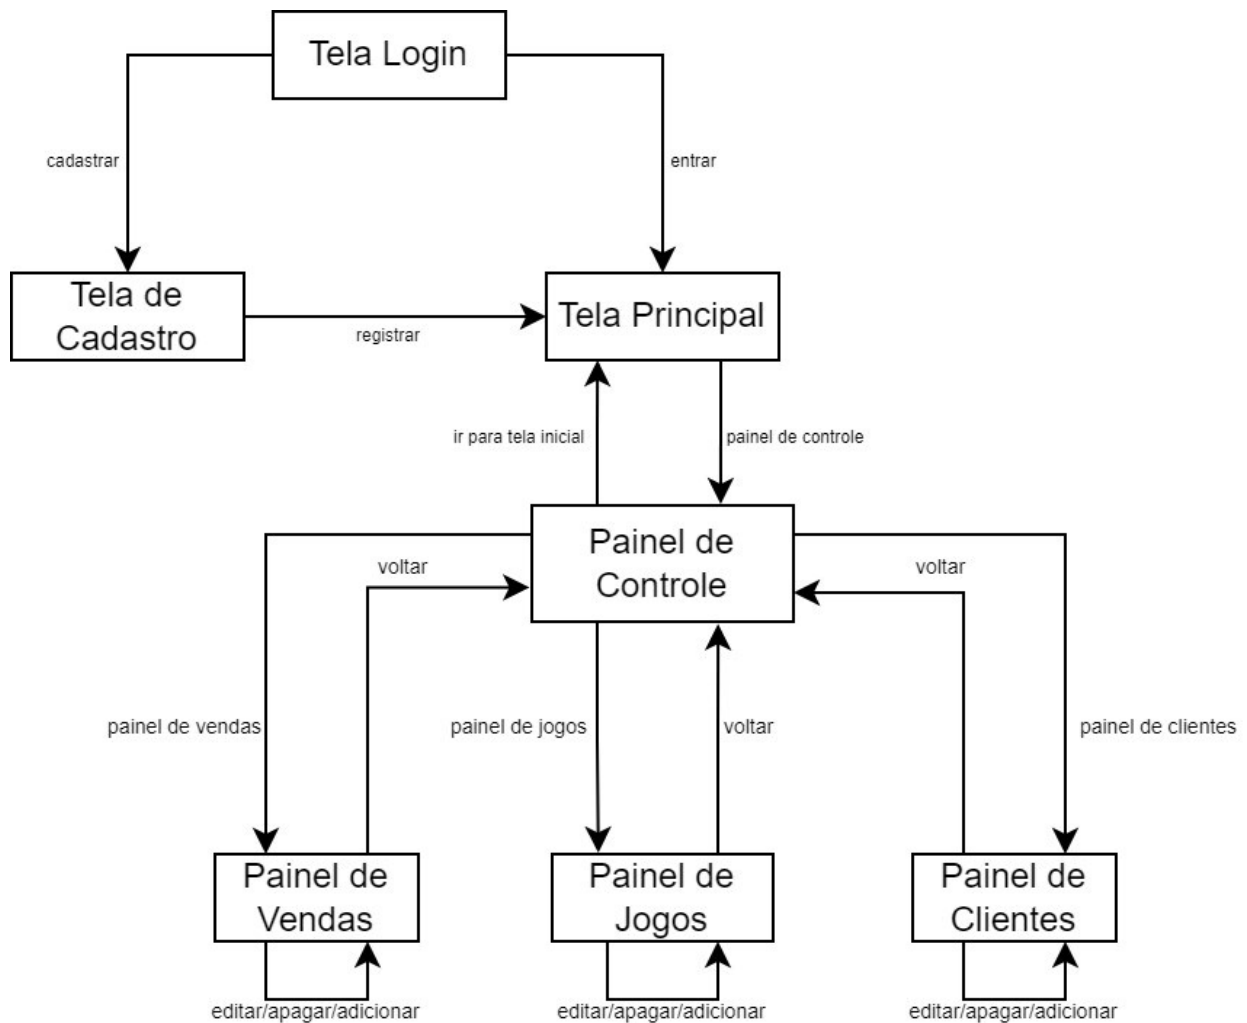 Tela Login
cadastrar
entrar
Tela de
Cadastro
registrar
Tela Principal
ir para tela inicial
painel de controle
Painel de
Controle
voltar
voltar
painel de vendas
painel de jogos
voltar
painel de clientes
Painel de
Vendas
Painel de
Jogos
Painel de
Clientes
editar/apagar/adicionar
editar/apagar/adicionar
editar/apagar/adicionar